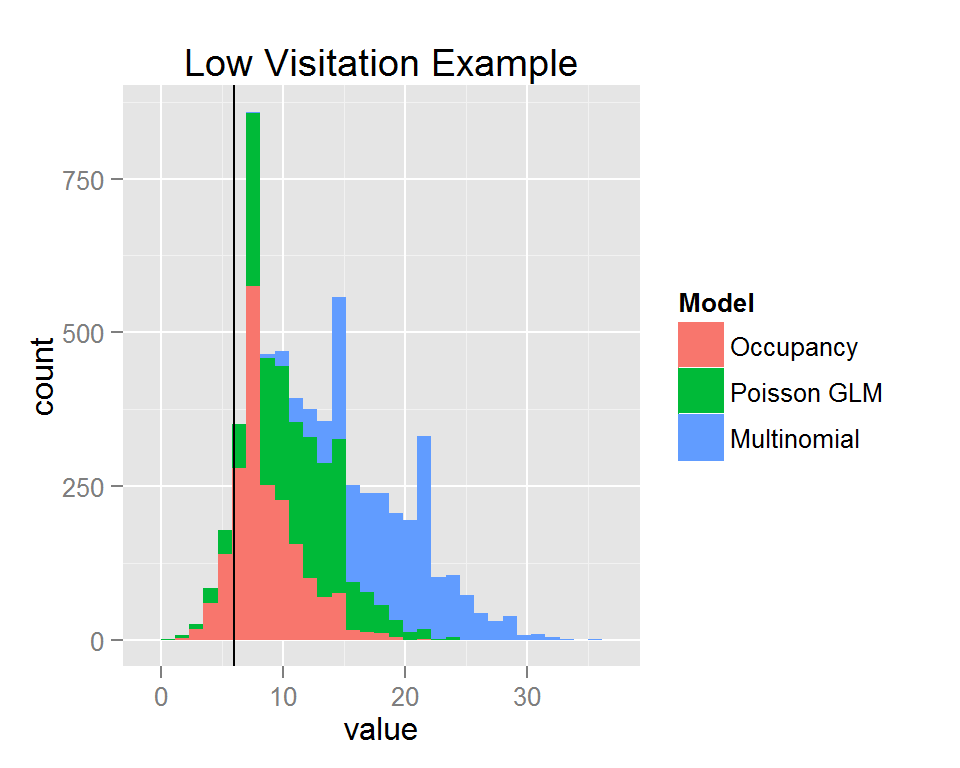 Low Visitation Example
750
500
250
0
count
0 10 20 30
value
Model
Occupancy
Poisson GLM
Multinomial